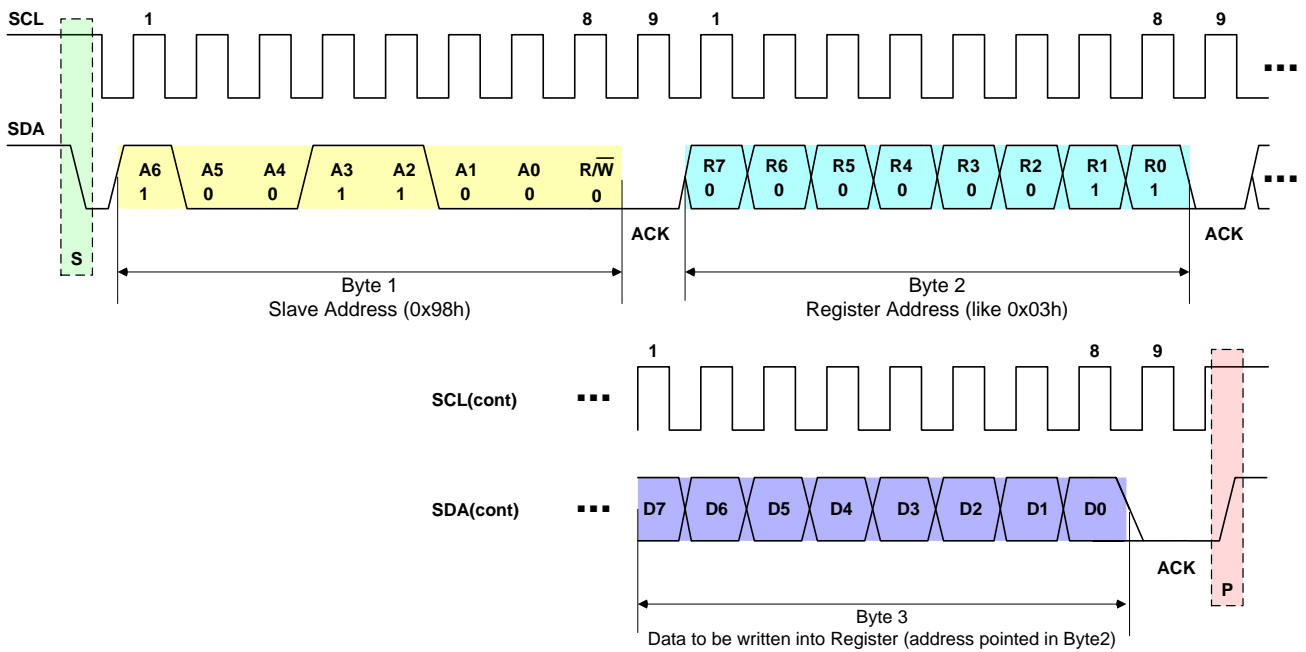 SCL 1 8 9 1 8 9 ...
SDA
A6 A5 A4 A3 A2 A1 A0 R/W̅ R7 R6 R5 R4 R3 R2 R1 R0 ...
1 0 0 1 1 0 0 0 0 0 0 0 0 0 1 1
ACK ACK
S
Byte 1 Byte 2
Slave Address (0x98h) Register Address (like 0x03h)
1 8 9
SCL(cont) ...
SDA(cont) ... D7 D6 D5 D4 D3 D2 D1 D0
ACK
P
Byte 3
Data to be written into Register (address pointed in Byte2)